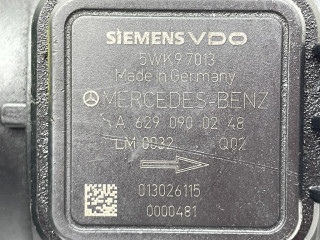 SIEMENS VDO
5WK97013
Made in Germany
MERCEDES-BENZ
A 629 090 02 48
LM 0032 Q02
013026115
0000481